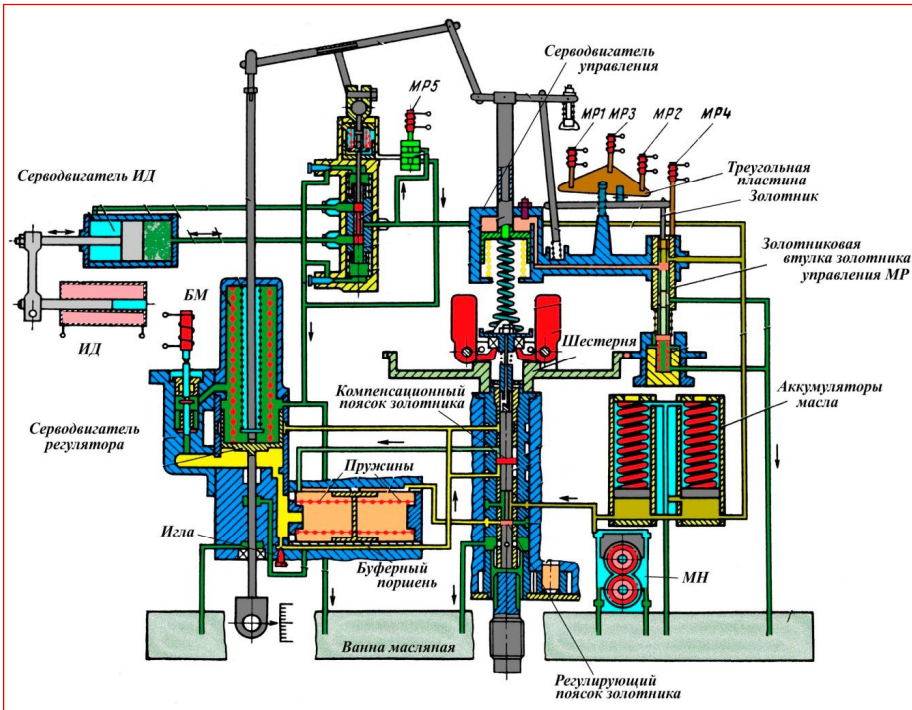 Серводвигатель
управления
МР5
МР1
МР3
МР2
МР4
Треугольная
пластина
Золотник
Серводвигатель ИД
Золотниковая
втулка золотника
управления МР
БМ
ИД
Шестерня
Компенсационный
поясок золотника
Аккумуляторы
масла
Серводвигатель
регулятора
Пружины
Игла
Буферный
поршень
МН
Ванна масляная
Регулирующий
поясок золотника